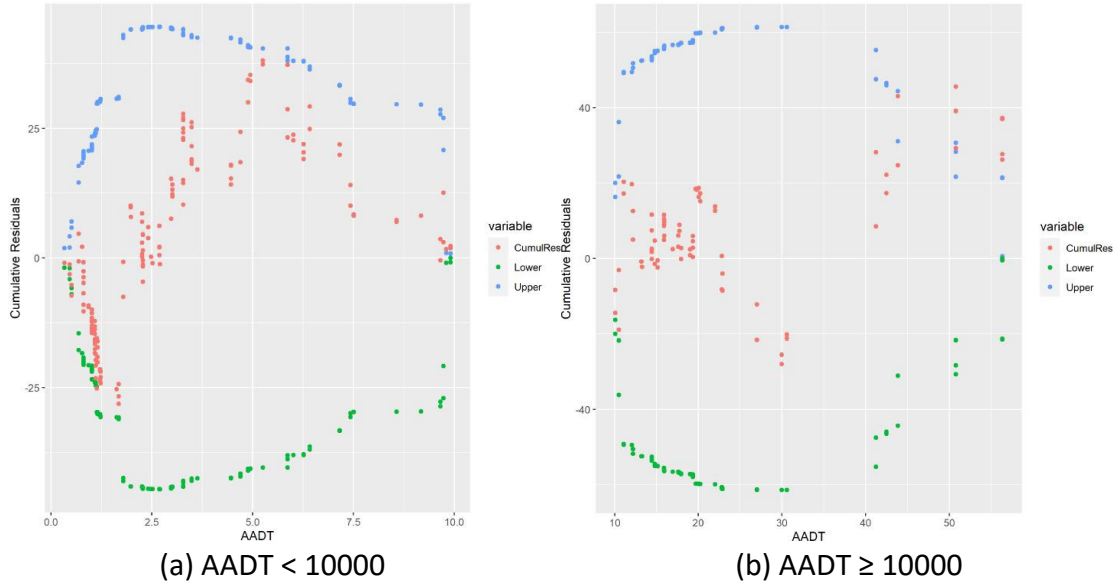 Cumulative Residuals
25
0
-25
0.0 2.5 5.0 7.5 10.0
AADT
variable
CumulRes
Lower
Upper
(a) AADT < 10000
Cumulative Residuals
40
0
-40
10 20 30 40 50
AADT
variable
CumulRes
Lower
Upper
(b) AADT ≥ 10000